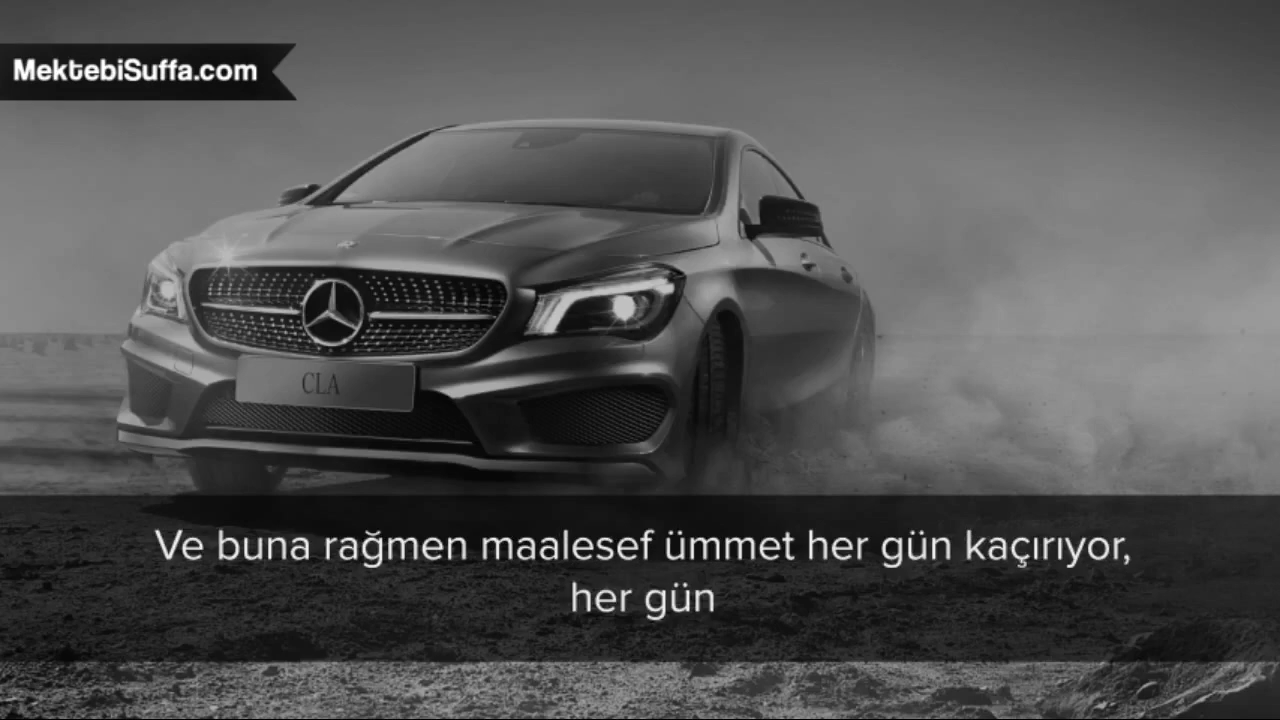 MektebiSuffa.com
CLA
Ve buna rağmen maalesef ümmet her gün kaçırıyor,
her gün